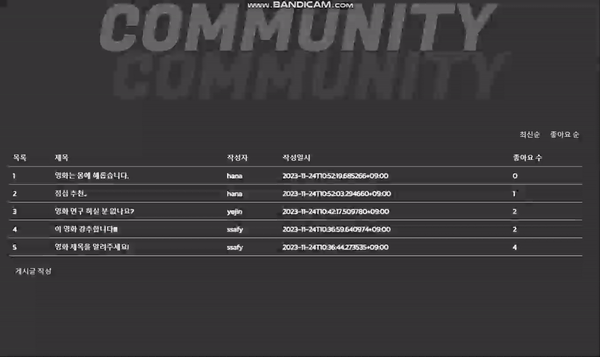 WWW.BANDICAM.COM
COMMUNITY
COMMUNITY
최신순 좋아요 순
목록 제목 작성자 작성일시 좋아요 수
1 영화는 몸에 해롭습니다. hana 2023-11-24T10:52:19.685266+09:00 0
2 점심 추천.. hana 2023-11-24T10:52:03.294660+09:00 1
3 영화 연구 하실 분 없나요? yejin 2023-11-24T10:42:17.509780+09:00 2
4 이 영화 강추합니다!!! ssafy 2023-11-24T10:36:59.640974+09:00 2
5 영화 제목을 알려주세요! ssafy 2023-11-24T10:36:44.273535+09:00 4
게시글 작성